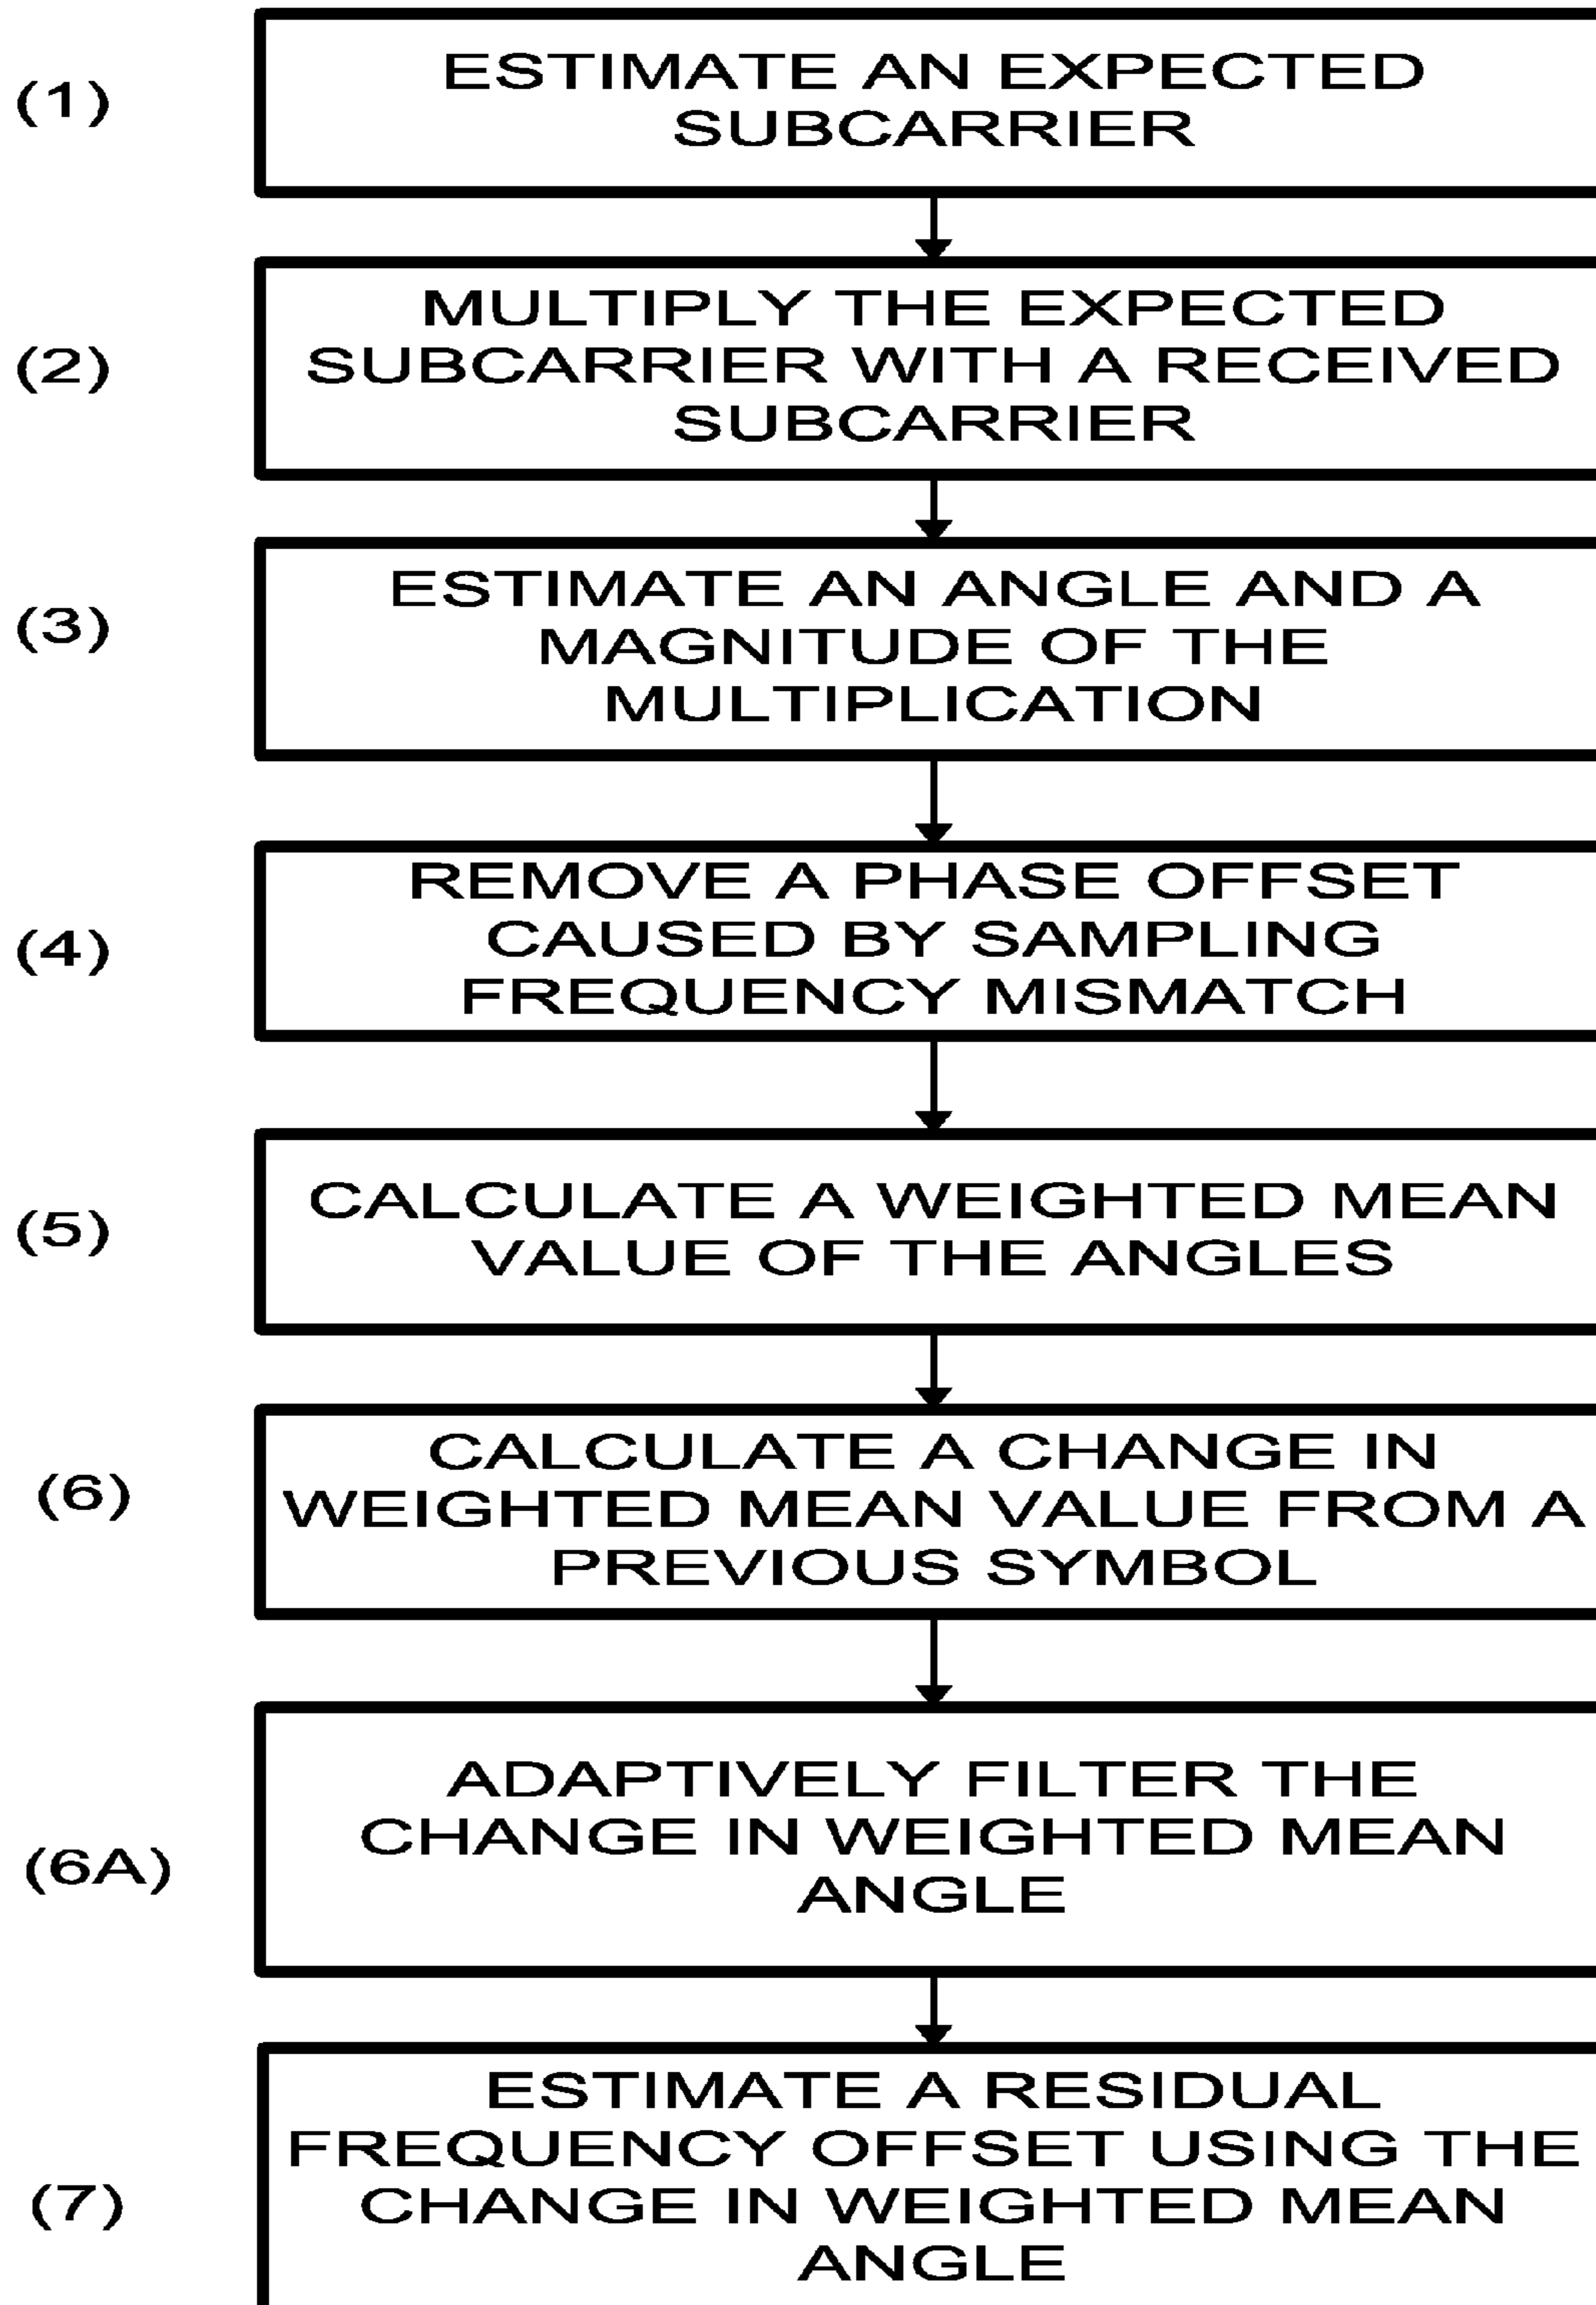 (1)
ESTIMATE AN EXPECTED
SUBCARRIER
(2)
MULTIPLY THE EXPECTED
SUBCARRIER WITH A RECEIVED
SUBCARRIER
(3)
ESTIMATE AN ANGLE AND A
MAGNITUDE OF THE
MULTIPLICATION
(4)
REMOVE A PHASE OFFSET
CAUSED BY SAMPLING
FREQUENCY MISMATCH
(5)
CALCULATE A WEIGHTED MEAN
VALUE OF THE ANGLES
(6)
CALCULATE A CHANGE IN
WEIGHTED MEAN VALUE FROM A
PREVIOUS SYMBOL
(6A)
ADAPTIVELY FILTER THE
CHANGE IN WEIGHTED MEAN
ANGLE
(7)
ESTIMATE A RESIDUAL
FREQUENCY OFFSET USING THE
CHANGE IN WEIGHTED MEAN
ANGLE